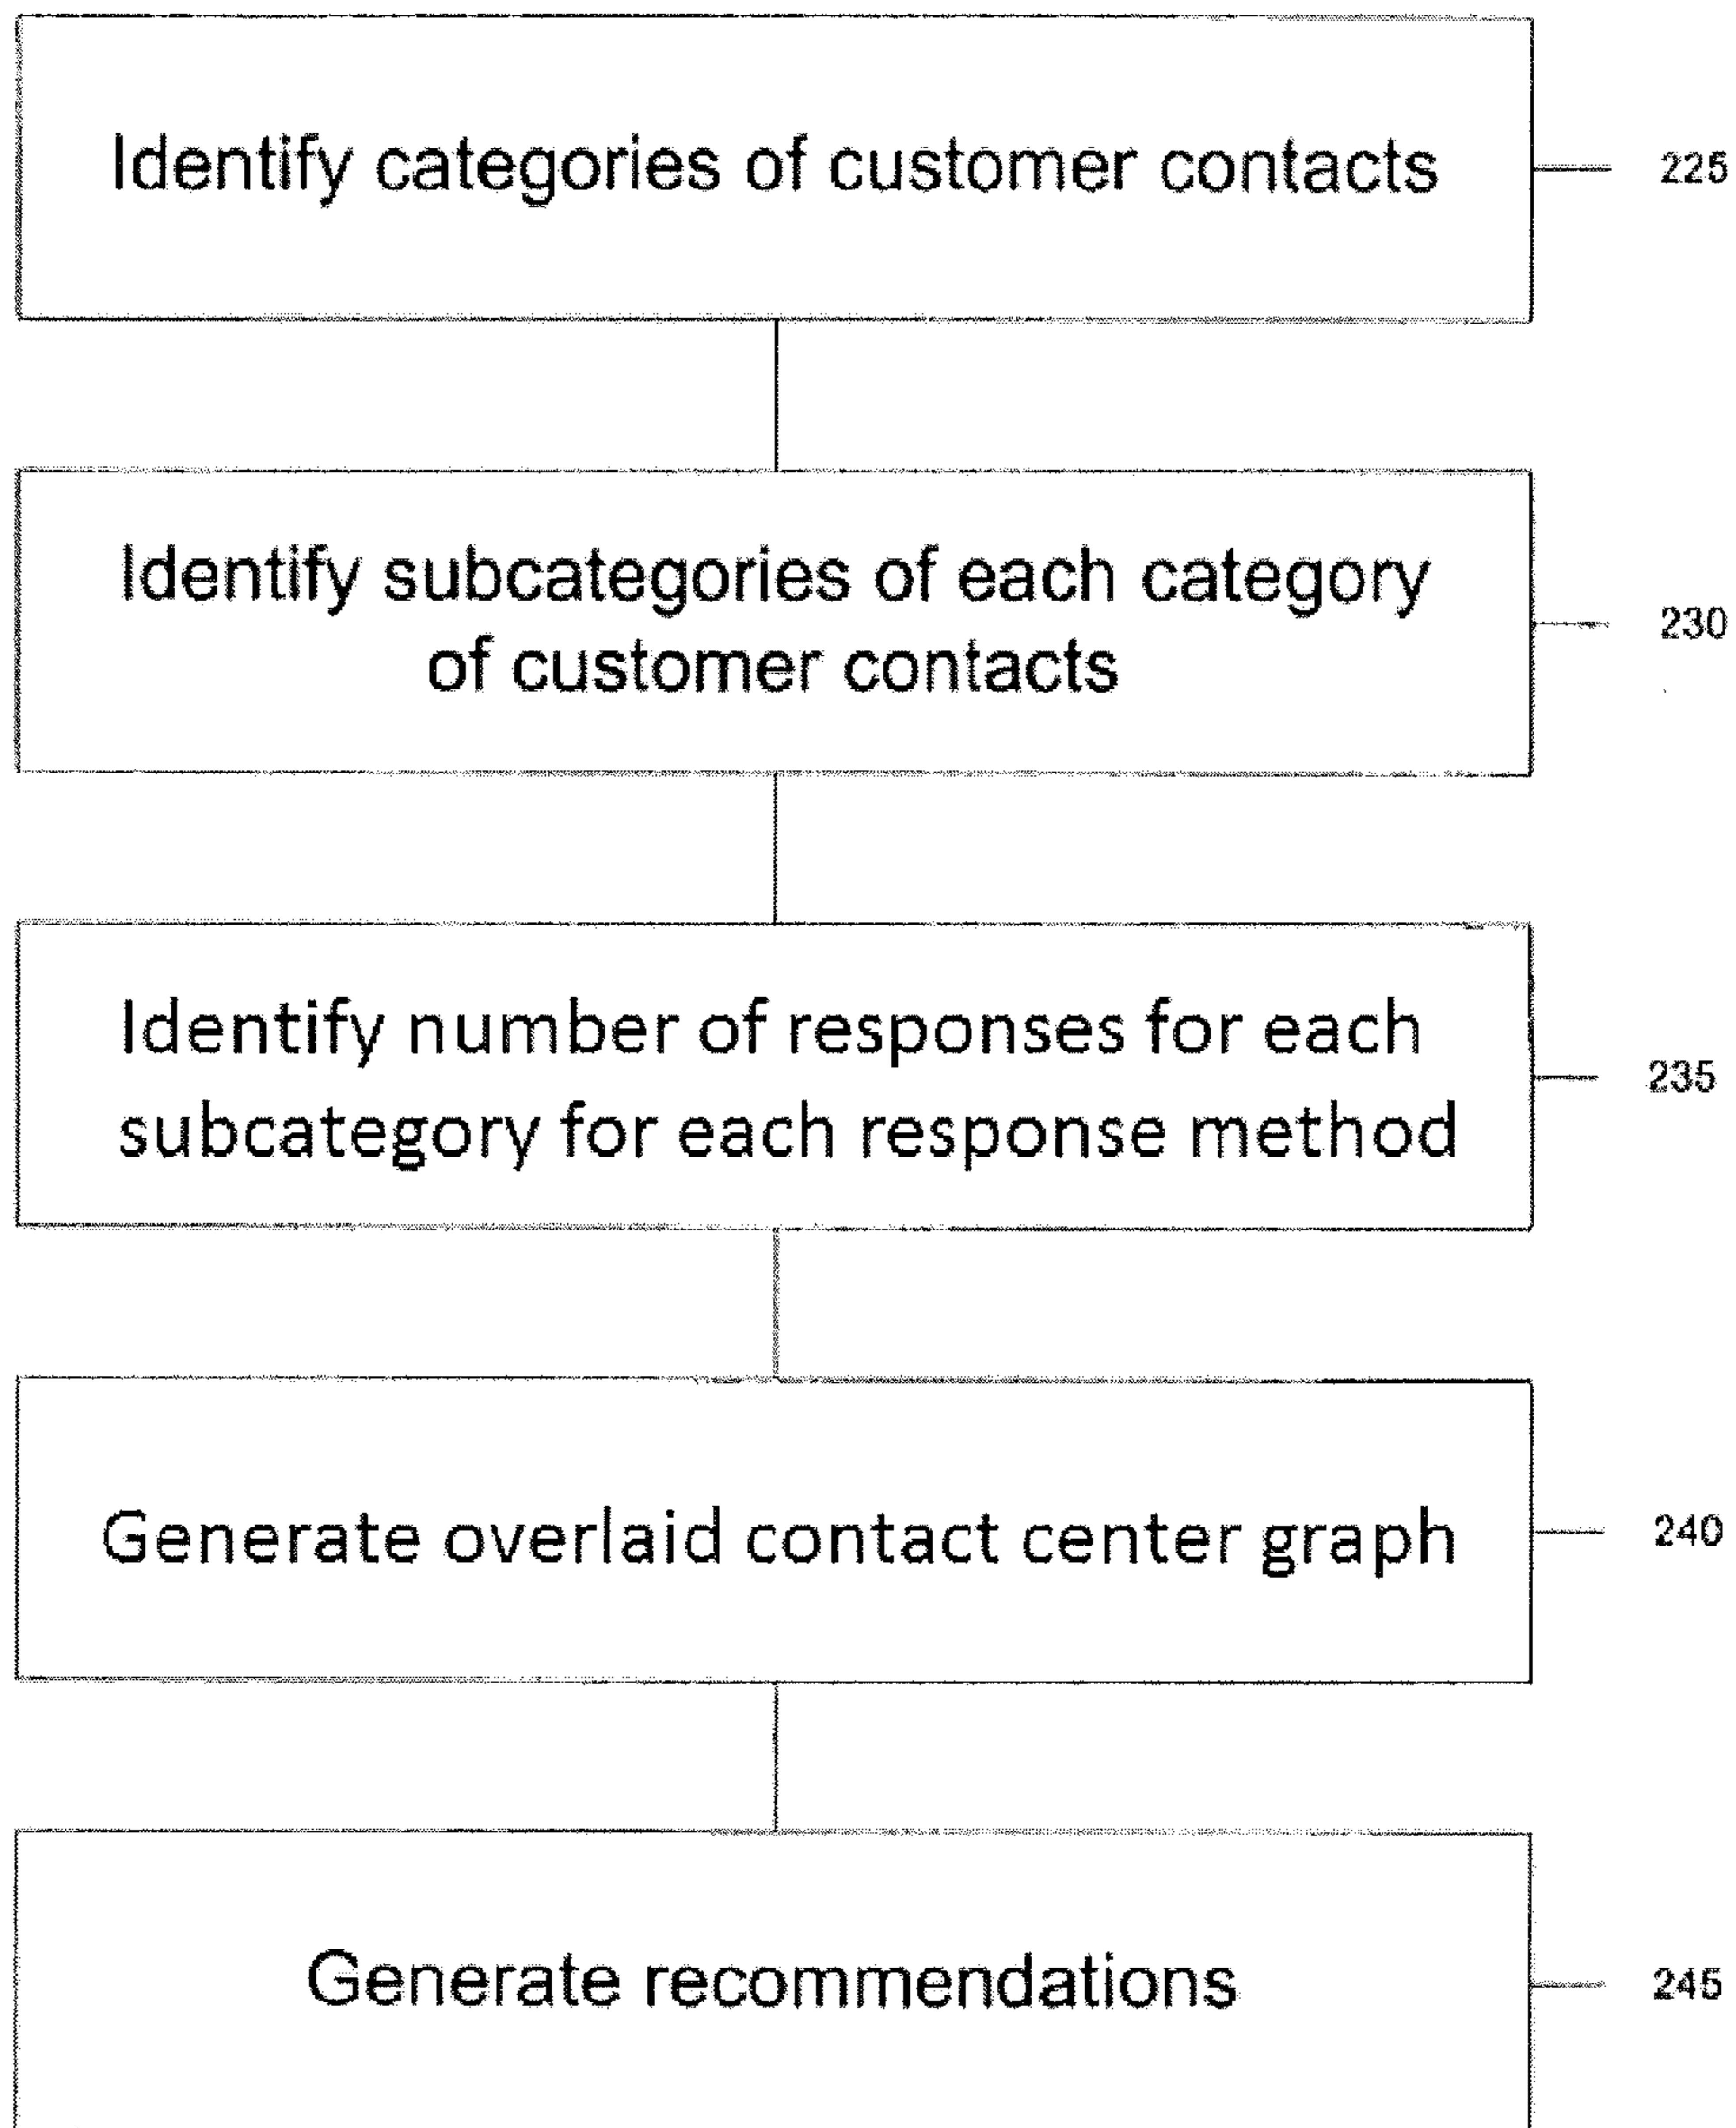 Identify categories of customer contacts
225
Identify subcategories of each category
of customer contacts
230
Identify number of responses for each
subcategory for each response method
235
Generate overlaid contact center graph
240
Generate recommendations
245